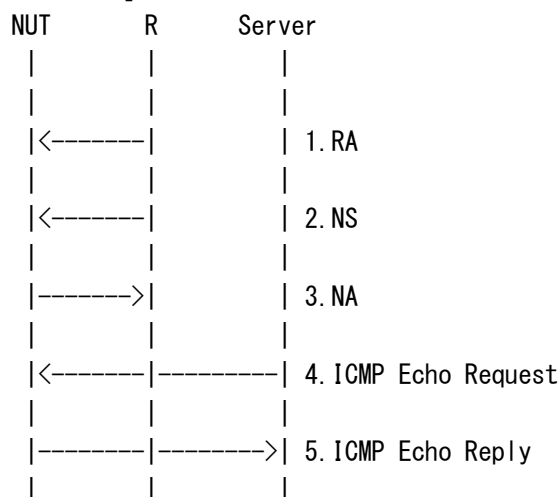 NUT R Server
| | |
| | |
|<-------| | 1.RA
| | |
|<-------| | 2.NS
| | |
|------->| | 3.NA
| | |
|<-------|--------| 4.ICMP Echo Request
| | |
|--------|------->| 5.ICMP Echo Reply
| | |